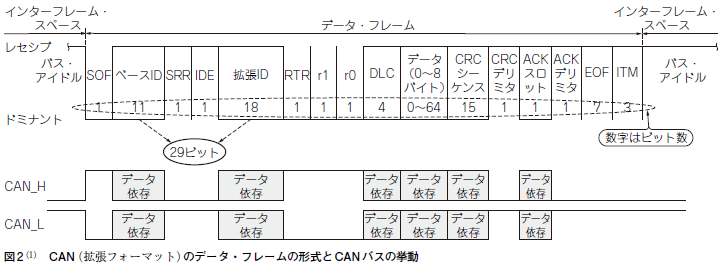 インターフレーム・
スペース
データ・フレーム
インターフレーム・
スペース
レセシブ
バス・
アイドル
SOF
ベースID
SRR
IDE
拡張ID
RTR
r1
r0
DLC
データ
(0〜8
バイト)
CRC
シー
ケンス
CRC
デリ
ミタ
ACK
スロ
ット
ACK
デリ
ミタ
EOF
ITM
バス・
アイドル
1
11
1
1
18
1
1
1
4
0〜64
15
1
1
1
7
3
ドミナント
29ビット
数字はビット数
CAN_H
データ
依存
データ
依存
データ
依存
データ
依存
データ
依存
データ
依存
CAN_L
データ
依存
データ
依存
データ
依存
データ
依存
データ
依存
データ
依存
図2(1) CAN(拡張フォーマット)のデータ・フレームの形式とCANバスの挙動